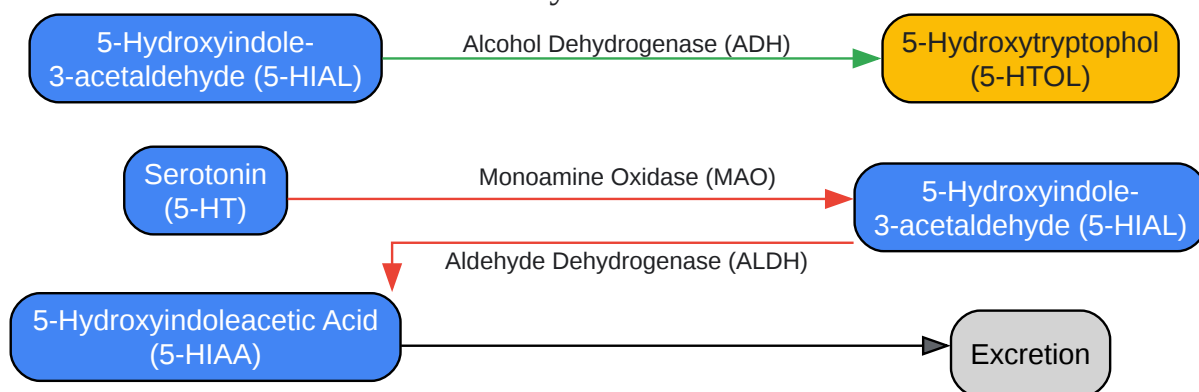 5-Hydroxyindole-
3-acetaldehyde (5-HIAL)
Alcohol Dehydrogenase (ADH)
5-Hydroxytryptophol
(5-HTOL)
Serotonin
(5-HT)
Monoamine Oxidase (MAO)
5-Hydroxyindole-
3-acetaldehyde (5-HIAL)
Aldehyde Dehydrogenase (ALDH)
5-Hydroxyindoleacetic Acid
(5-HIAA)
Excretion